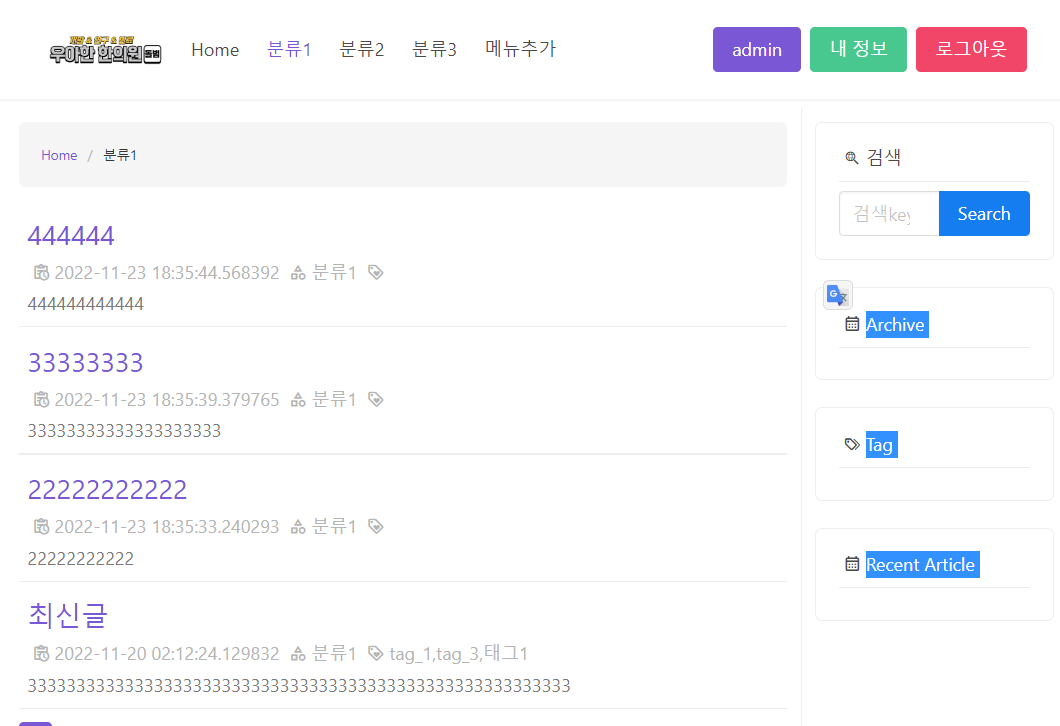 우아한 한의원
Home 분류1 분류2 분류3 메뉴추가 admin 내 정보 로그아웃
Home / 분류1
444444
2022-11-23 18:35:44.568392 분류1
444444444444
33333333
2022-11-23 18:35:39.379765 분류1
33333333333333333333
22222222222
2022-11-23 18:35:33.240293 분류1
22222222222
최신글
2022-11-20 02:12:24.129832 분류1 tag_1,tag_3,태그1
검색
검색key Search
Archive
Tag
Recent Article